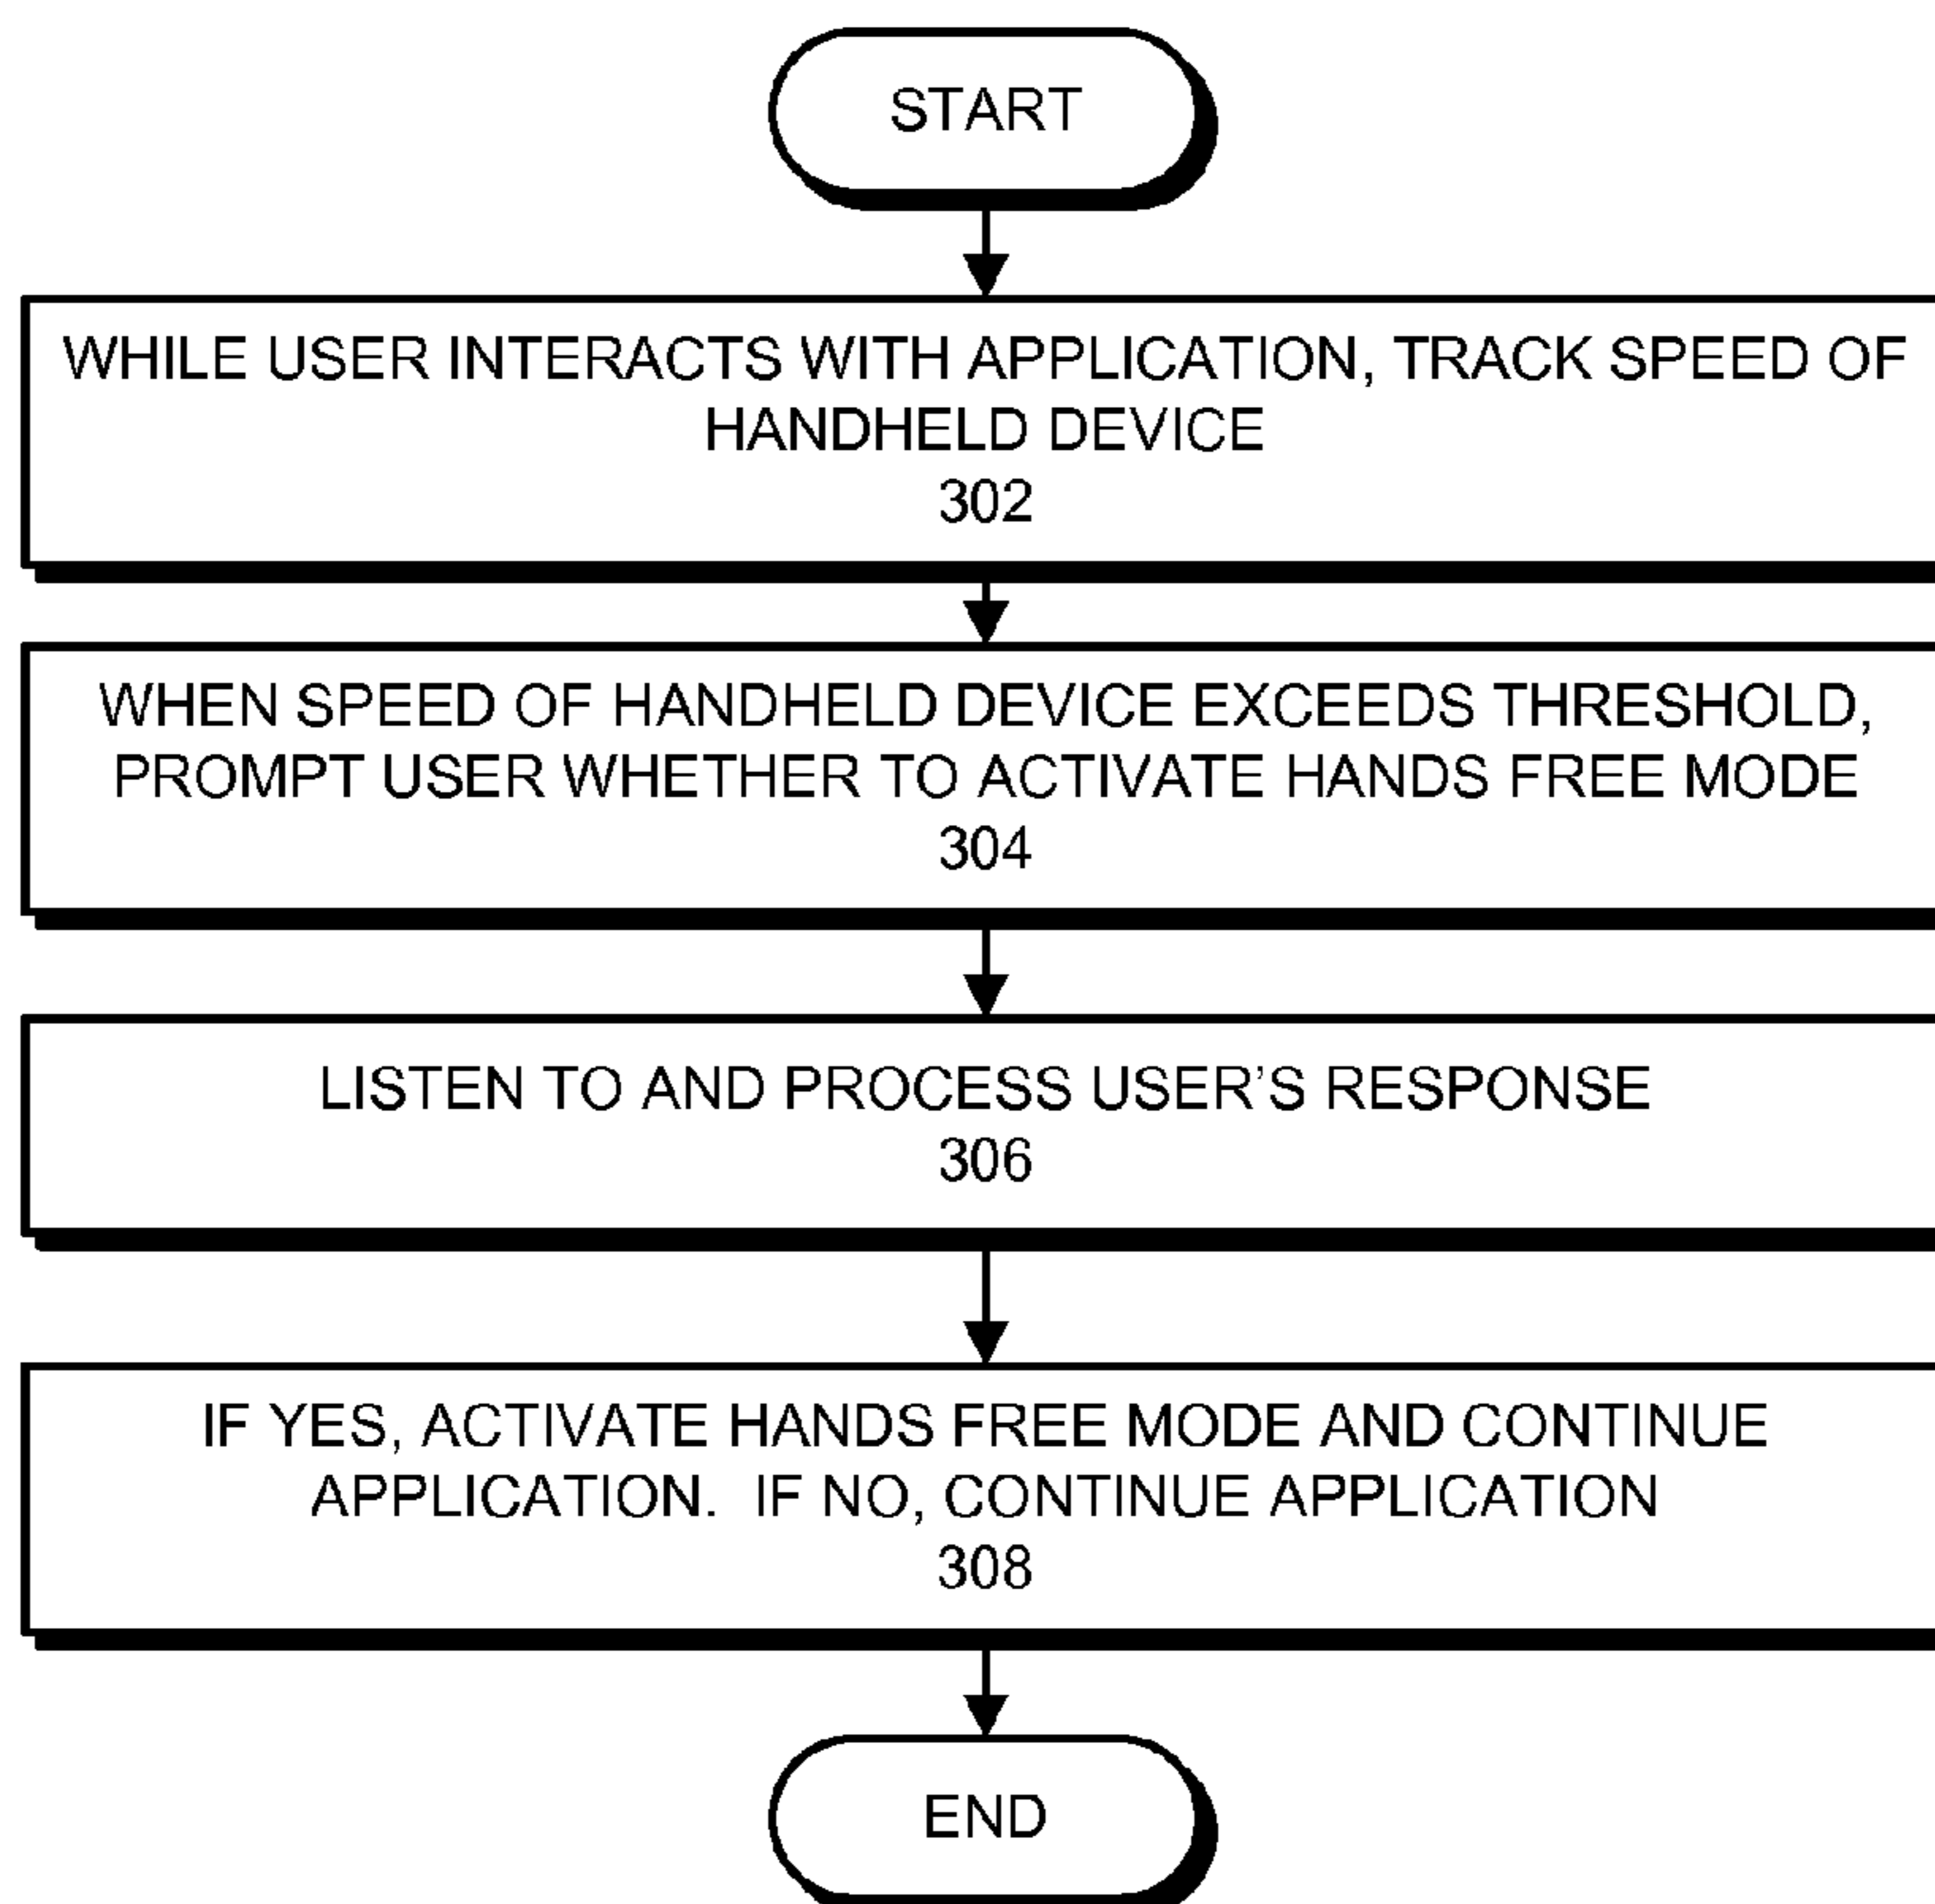 START
WHILE USER INTERACTS WITH APPLICATION, TRACK SPEED OF
HANDHELD DEVICE
302
WHEN SPEED OF HANDHELD DEVICE EXCEEDS THRESHOLD,
PROMPT USER WHETHER TO ACTIVATE HANDS FREE MODE
304
LISTEN TO AND PROCESS USER'S RESPONSE
306
IF YES, ACTIVATE HANDS FREE MODE AND CONTINUE
APPLICATION.  IF NO, CONTINUE APPLICATION
308
END